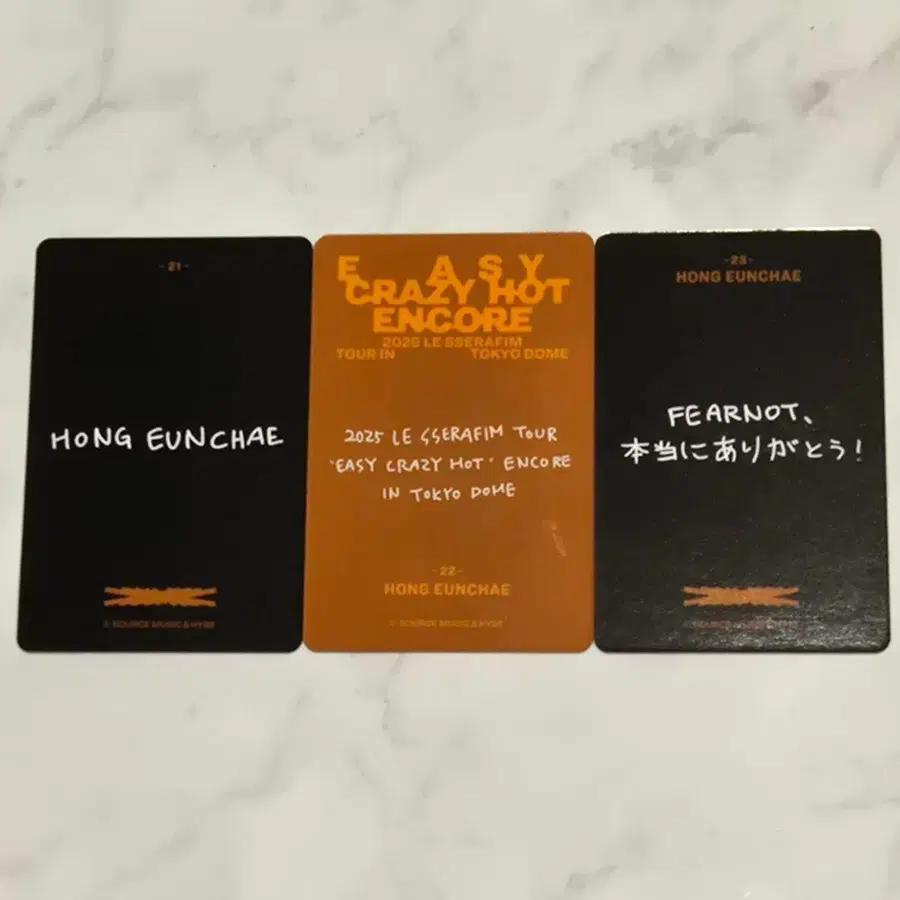 - 21 -
HONG EUNCHAE
© SOURCE MUSIC & HYBE
EASY
CRAZY HOT
ENCORE
2025 LE SSERAFIM
TOUR IN TOKYO DOME
2025 LE SSERAFIM TOUR
'EASY CRAZY HOT' ENCORE
IN TOKYO DOME
- 22 -
HONG EUNCHAE
© SOURCE MUSIC & HYBE
- 23 -
HONG EUNCHAE
FEARNOT、
本当にありがとう!
© SOURCE MUSIC & HYBE